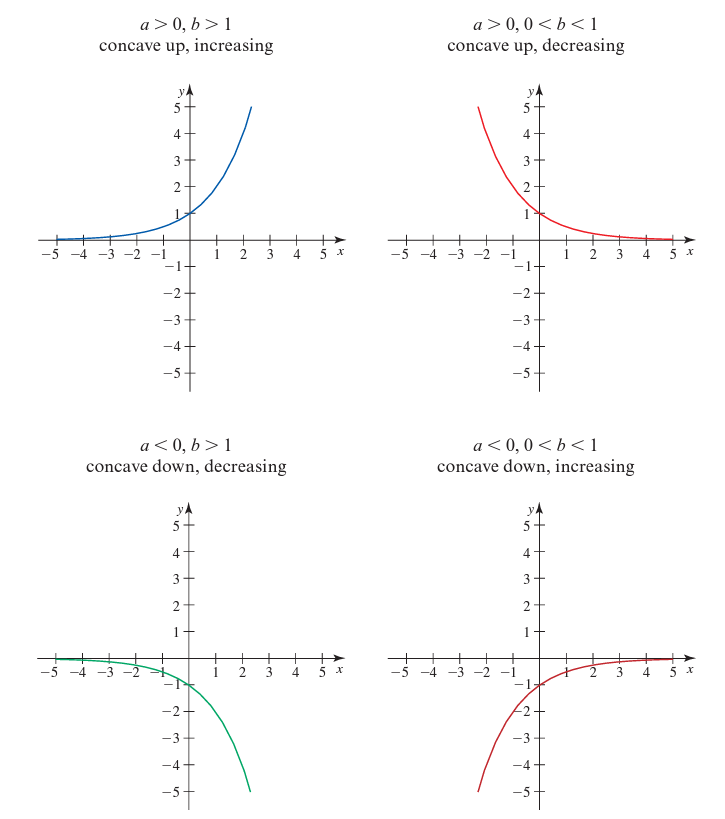 a > 0, b > 1
concave up, increasing
y
5
4
3
2
1
−5 −4 −3 −2 −1 1 2 3 4 5 x
−1
−2
−3
−4
−5
a > 0, 0 < b < 1
concave up, decreasing
y
5
4
3
2
1
−5 −4 −3 −2 −1 1 2 3 4 5 x
−1
−2
−3
−4
−5
a < 0, b > 1
concave down, decreasing
y
5
4
3
2
1
−5 −4 −3 −2 −1 1 2 3 4 5 x
−1
−2
−3
−4
−5
a < 0, 0 < b < 1
concave down, increasing
y
5
4
3
2
1
−5 −4 −3 −2 −1 1 2 3 4 5 x
−1
−2
−3
−4
−5